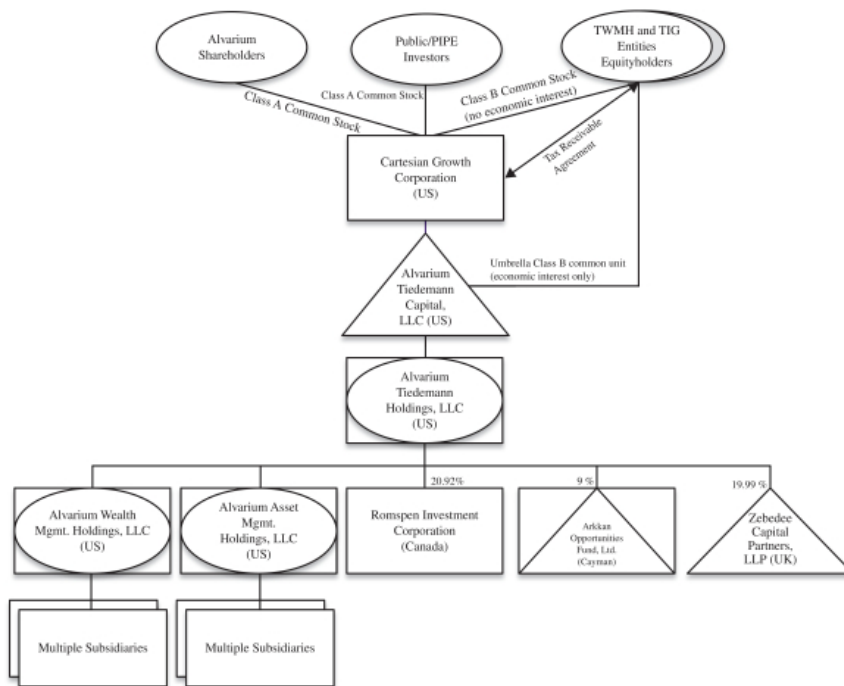 Alvarium
Shareholders
Public/PIPE
Investors
TWMH and TIG
Entities
Equityholders
Class A Common Stock
Class A Common Stock
Class B Common Stock
(no economic interest)
Tax Receivable
Agreement
Cartesian Growth
Corporation
(US)
Umbrella Class B common unit
(economic interest only)
Alvarium
Tiedemann
Capital,
LLC (US)
Alvarium
Tiedemann
Holdings, LLC
(US)
20.92%
9 %
19.99 %
Alvarium Wealth
Mgmt. Holdings, LLC
(US)
Alvarium Asset
Mgmt.
Holdings, LLC
(US)
Romspen Investment
Corporation
(Canada)
Arkkan
Opportunities
Fund, Ltd.
(Cayman)
Zebedee
Capital
Partners,
LLP (UK)
Multiple Subsidiaries
Multiple Subsidiaries